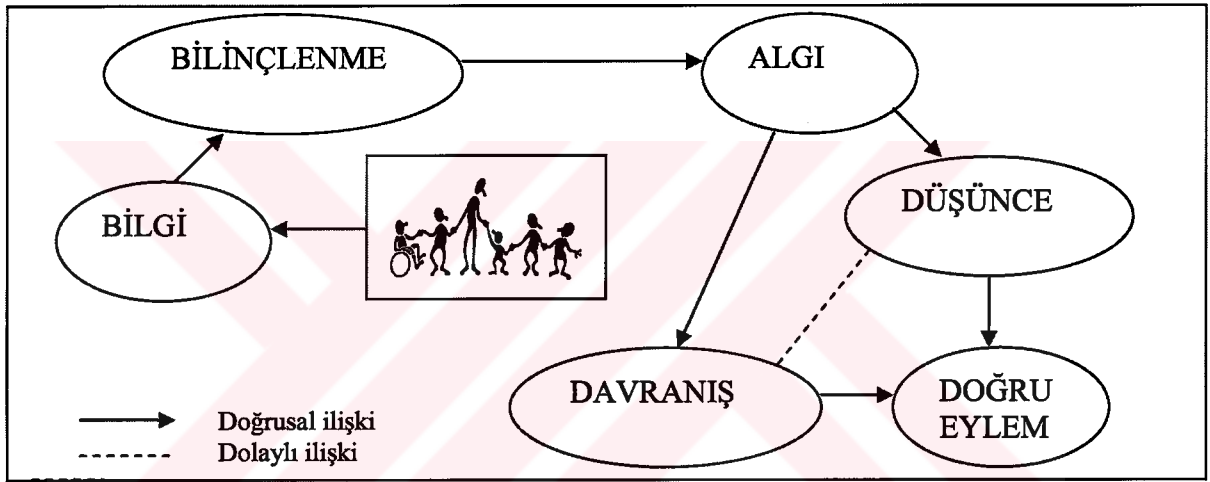 BİLİNÇLENME
ALGI
BİLGİ
DÜŞÜNCE
DAVRANIŞ
DOĞRU
EYLEM
Doğrusal ilişki
Dolaylı ilişki